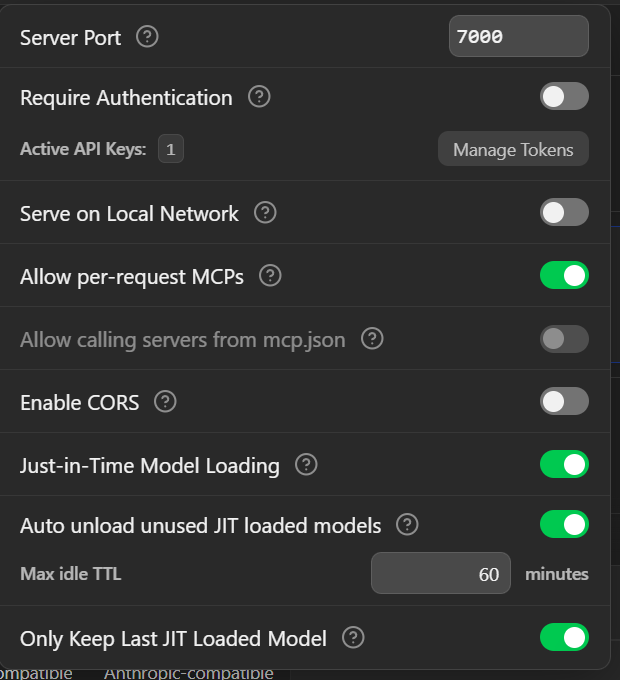 Server Port ? 7000
Require Authentication ?
Active API Keys: 1 Manage Tokens
Serve on Local Network ?
Allow per-request MCPs ?
Allow calling servers from mcp.json ?
Enable CORS ?
Just-in-Time Model Loading ?
Auto unload unused JIT loaded models ?
Max idle TTL 60 minutes
Only Keep Last JIT Loaded Model ?
ompatible Anthropic-compatible